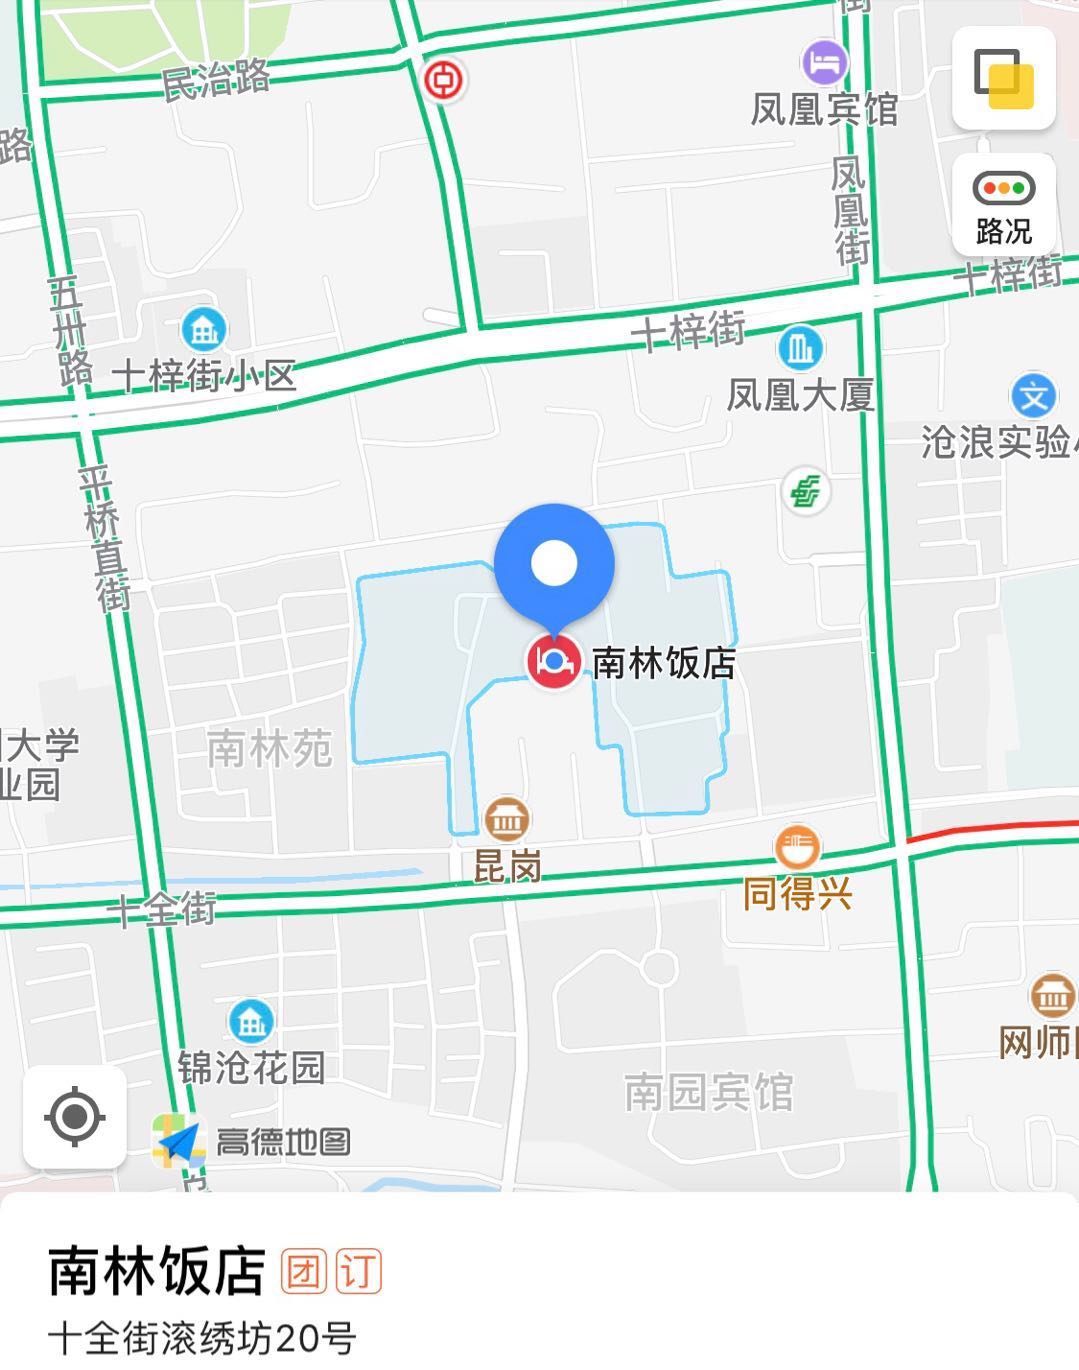 街
民治路
凤凰宾馆
路
凤凰街
路况
十梓街
五卅路
十梓街
十梓街小区
凤凰大厦
沧浪实验
平桥直街
南林饭店
大学
业园
南林苑
昆岗
同得兴
十全街
网师
锦沧花园
南园宾馆
高德地图
南林饭店 团 订
十全街滚绣坊20号